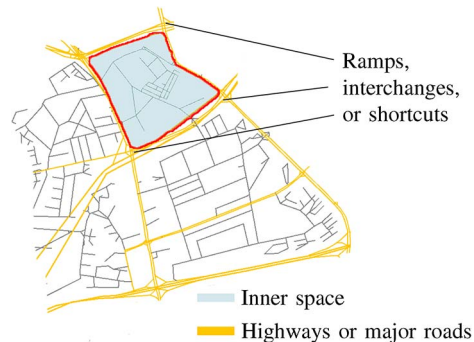 Ramps,
interchanges,
or shortcuts
Inner space
Highways or major roads